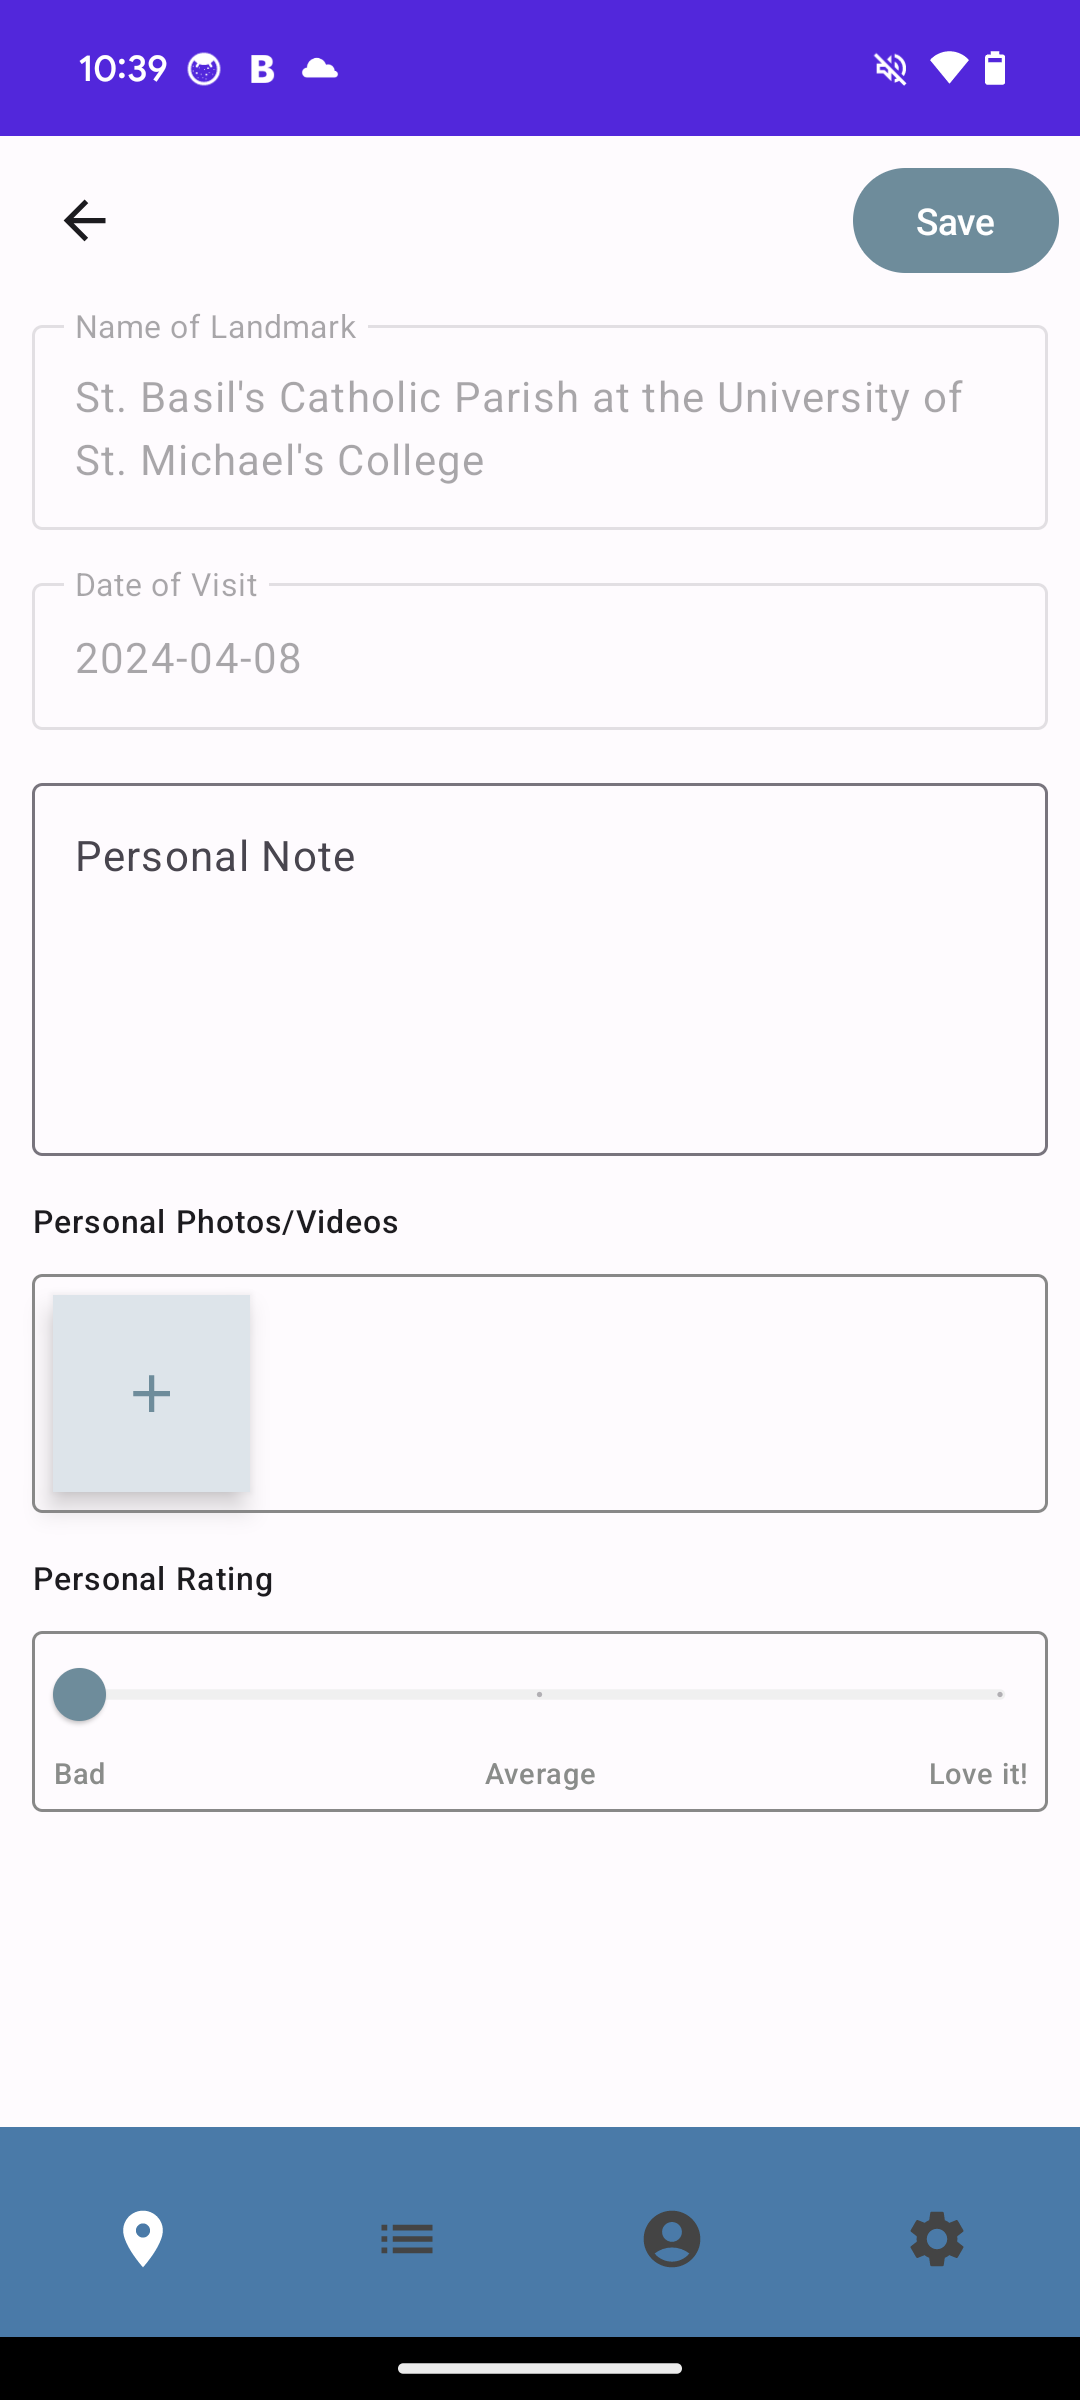 10:39 B
Save
Name of Landmark
St. Basil's Catholic Parish at the University of
St. Michael's College
Date of Visit
2024-04-08
Personal Note
Personal Photos/Videos
+
Personal Rating
Bad Average Love it!